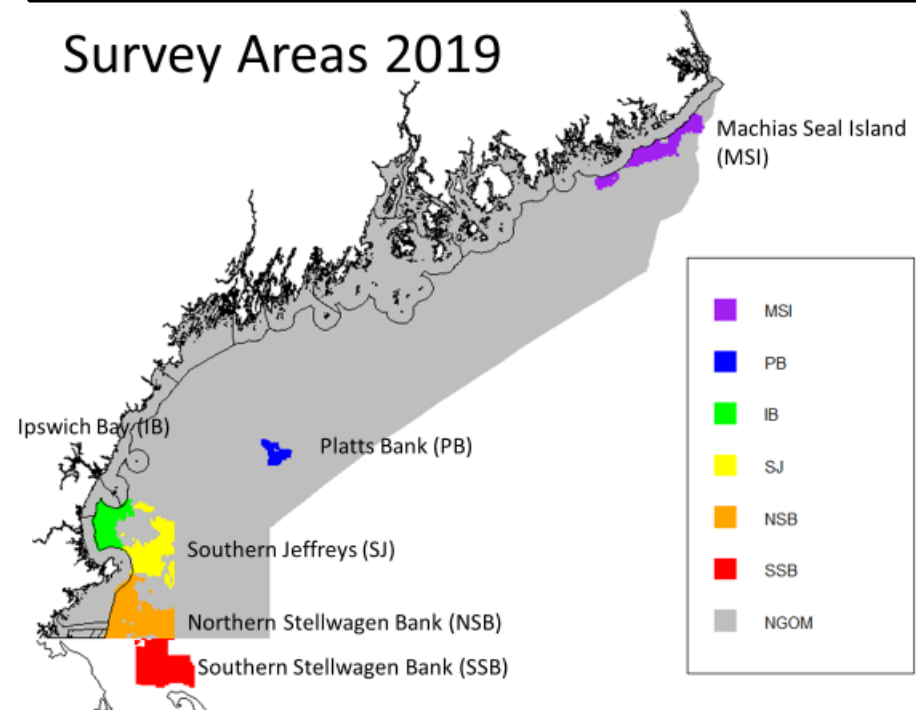 Survey Areas 2019
Machias Seal Island
(MSI)
Ipswich Bay (IB)
Platts Bank (PB)
Southern Jeffreys (SJ)
Northern Stellwagen Bank (NSB)
Southern Stellwagen Bank (SSB)
MSI
PB
IB
SJ
NSB
SSB
NGOM